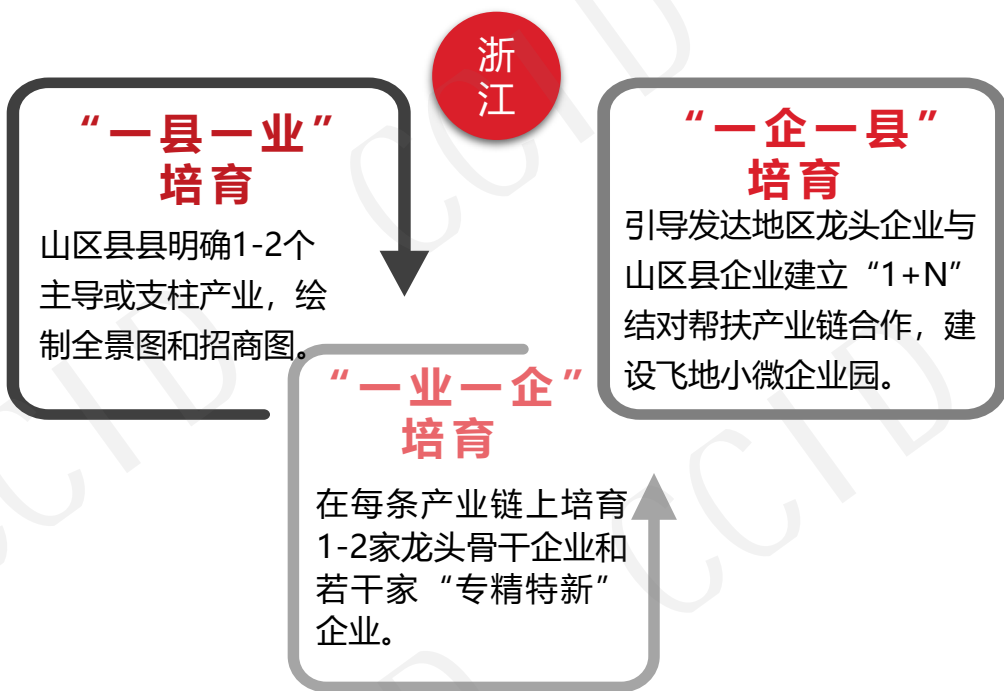 浙
江
“一县一业”
培育
山区县县明确1-2个
主导或支柱产业，绘
制全景图和招商图。
“一业一企”
培育
在每条产业链上培育
1-2家龙头骨干企业和
若干家“专精特新”
企业。
“一企一县”
培育
引导发达地区龙头企业与
山区县企业建立“1+N”
结对帮扶产业链合作，建
设飞地小微企业园。
CCID
CCID
CCID
CCID